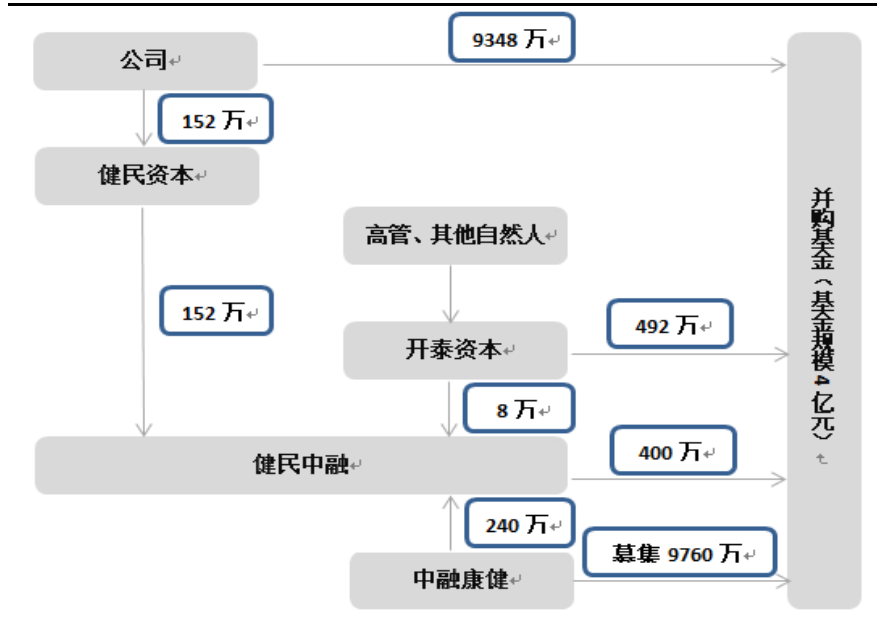 9348 万
公司
152 万
健民资本
高管、其他自然人
152 万
492 万
开泰资本
8 万
400 万
健民中融
240 万
募集 9760 万
中融康健
并购基金（基金规模 4 亿元）